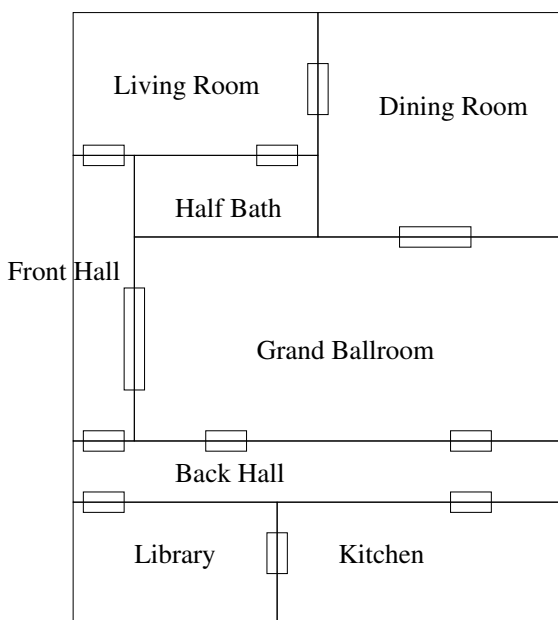 Living Room
Dining Room
Half Bath
Front Hall
Grand Ballroom
Back Hall
Library
Kitchen